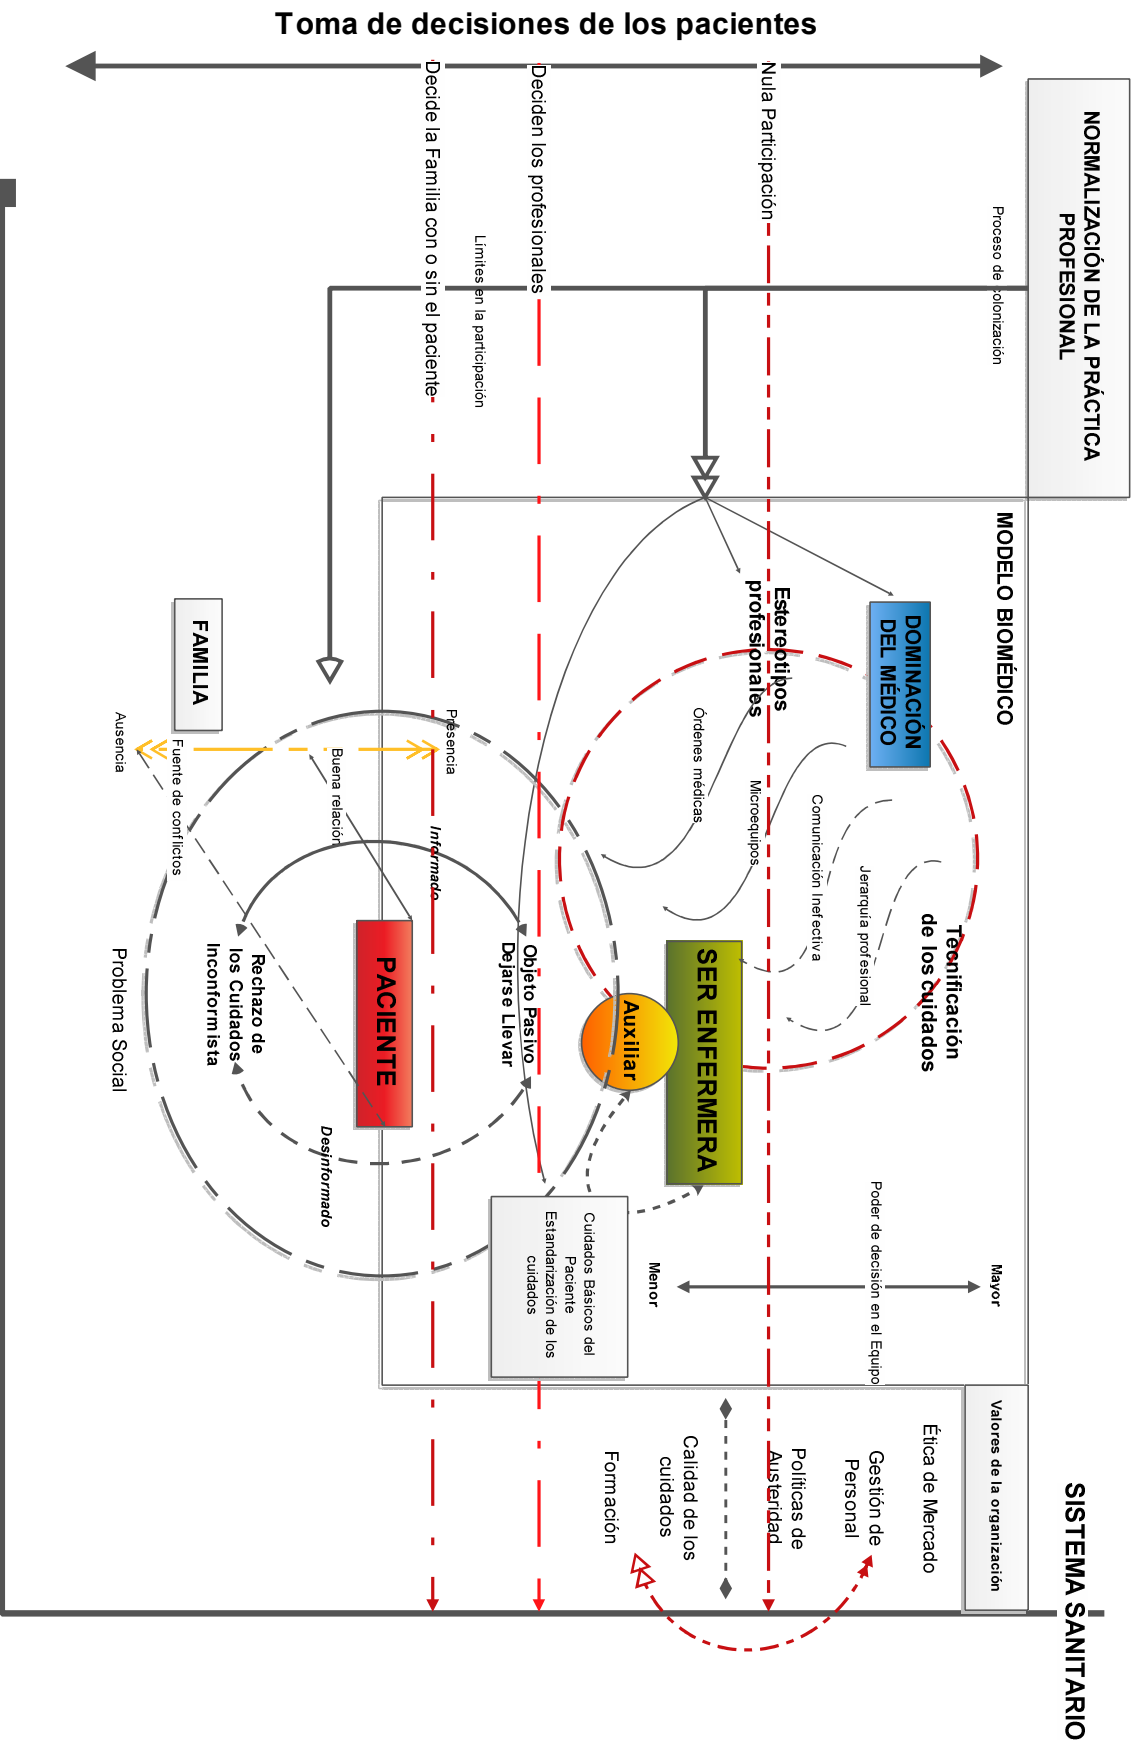 Toma de decisiones de los pacientes
SISTEMA SANITARIO
NORMALIZACIÓN DE LA PRÁCTICA
PROFESIONAL
Proceso de colonización
Nula Participación
Deciden los profesionales
Límites en la participación
Decide la Familia con o sin el paciente
MODELO BIOMÉDICO
DOMINACIÓN
DEL MÉDICO
Estereotipos
profesionales
Órdenes médicas
Microequipos
Comunicación Inefectiva
Jerarquía profesional
Tecnificación
de los cuidados
SER ENFERMERA
Auxiliar
Mayor
Poder de decisión en el Equipo
Menor
Cuidados Básicos del
Paciente
Estandarización de los
cuidados
FAMILIA
Presencia
Ausencia
Buena relación
Fuente de conflictos
Informado
Objeto Pasivo
Dejarse Llevar
PACIENTE
Rechazo de
los Cuidados
Inconformista
Desinformado
Problema Social
Valores de la organización
Ética de Mercado
Gestión de
Personal
Políticas de
Austeridad
Calidad de los
cuidados
Formación